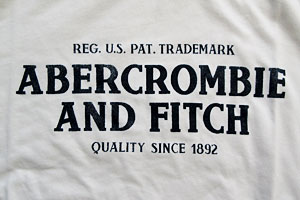 REG. U.S. PAT. TRADEMARK
ABERCROMBIE
AND FITCH
QUALITY SINCE 1892